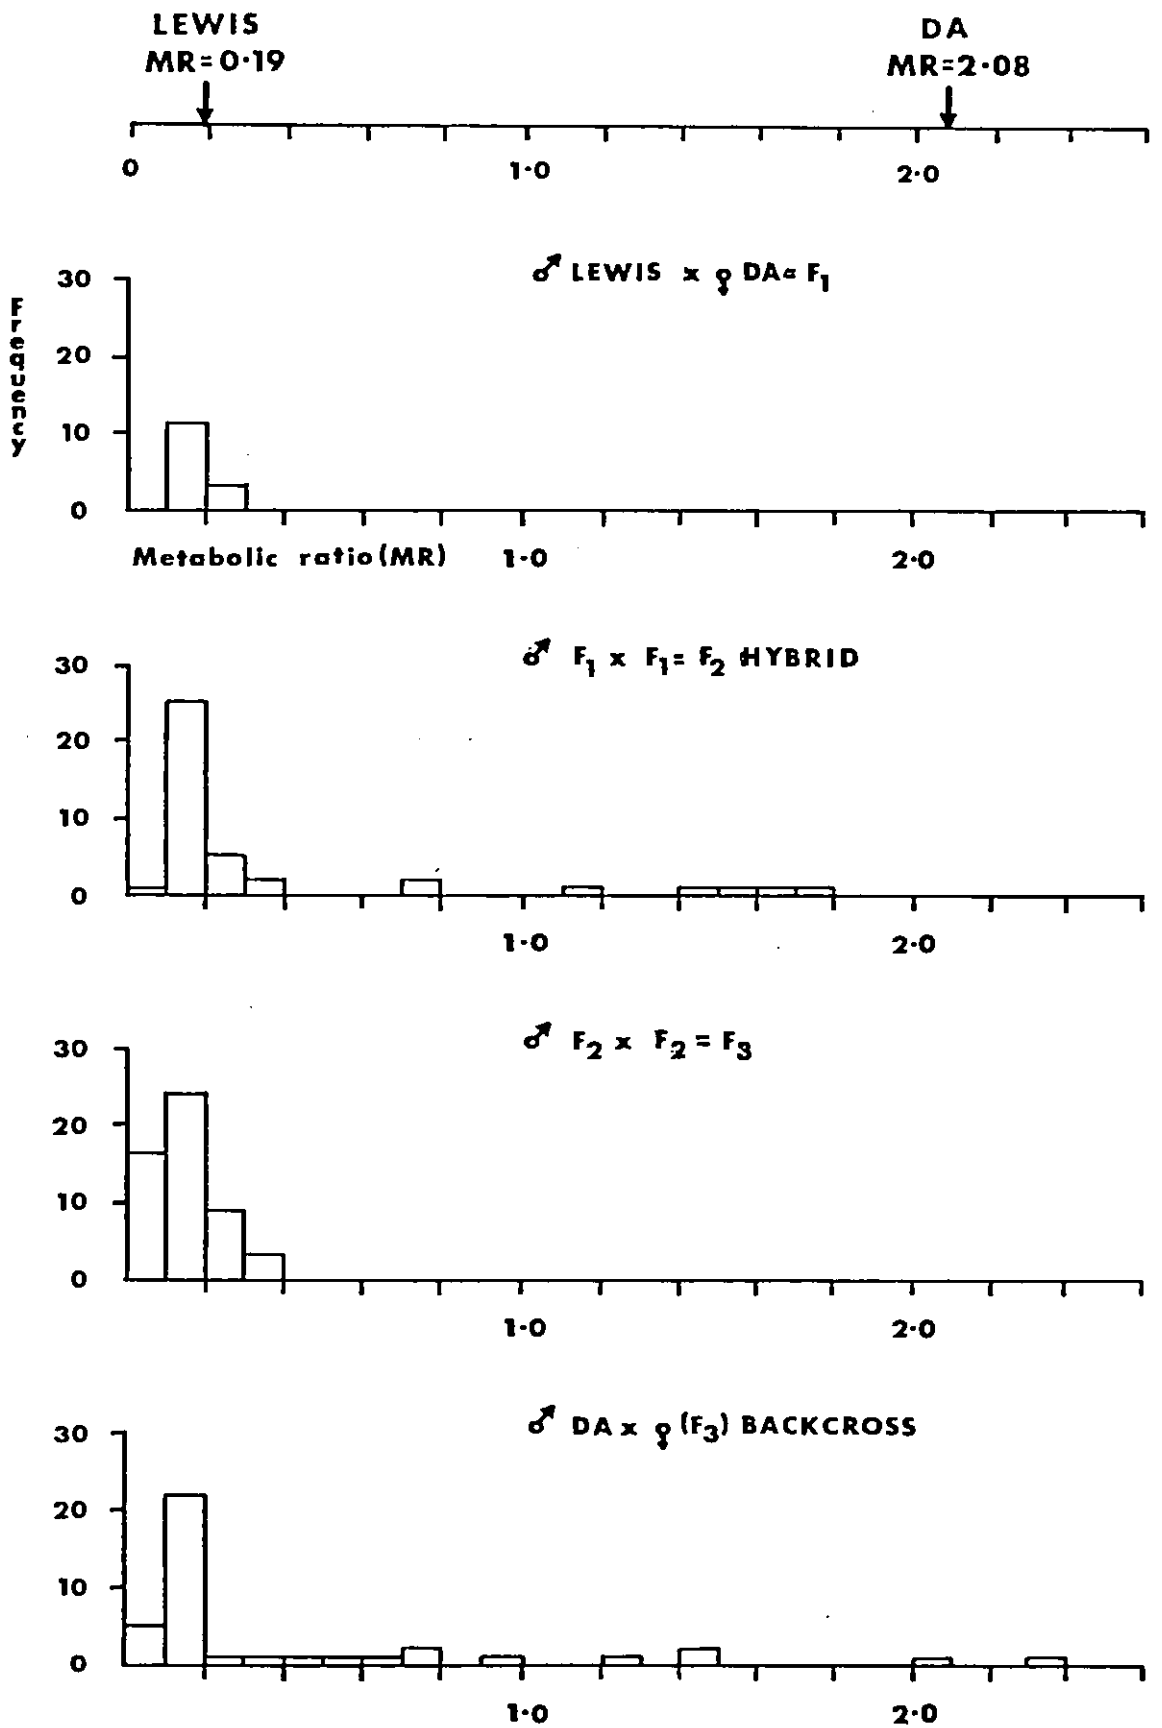 LEWIS
MR=0·19
DA
MR=2·08
0 1·0 2·0
♂ LEWIS x ♀ DA= F1
Frequency
30
20
10
0
Metabolic ratio(MR) 1·0 2·0
♂ F1 x F1= F2 HYBRID
30
20
10
0
1·0 2·0
♂ F2 x F2 = F3
30
20
10
0
1·0 2·0
♂ DA x ♀ (F3) BACKCROSS
30
20
10
0
1·0 2·0